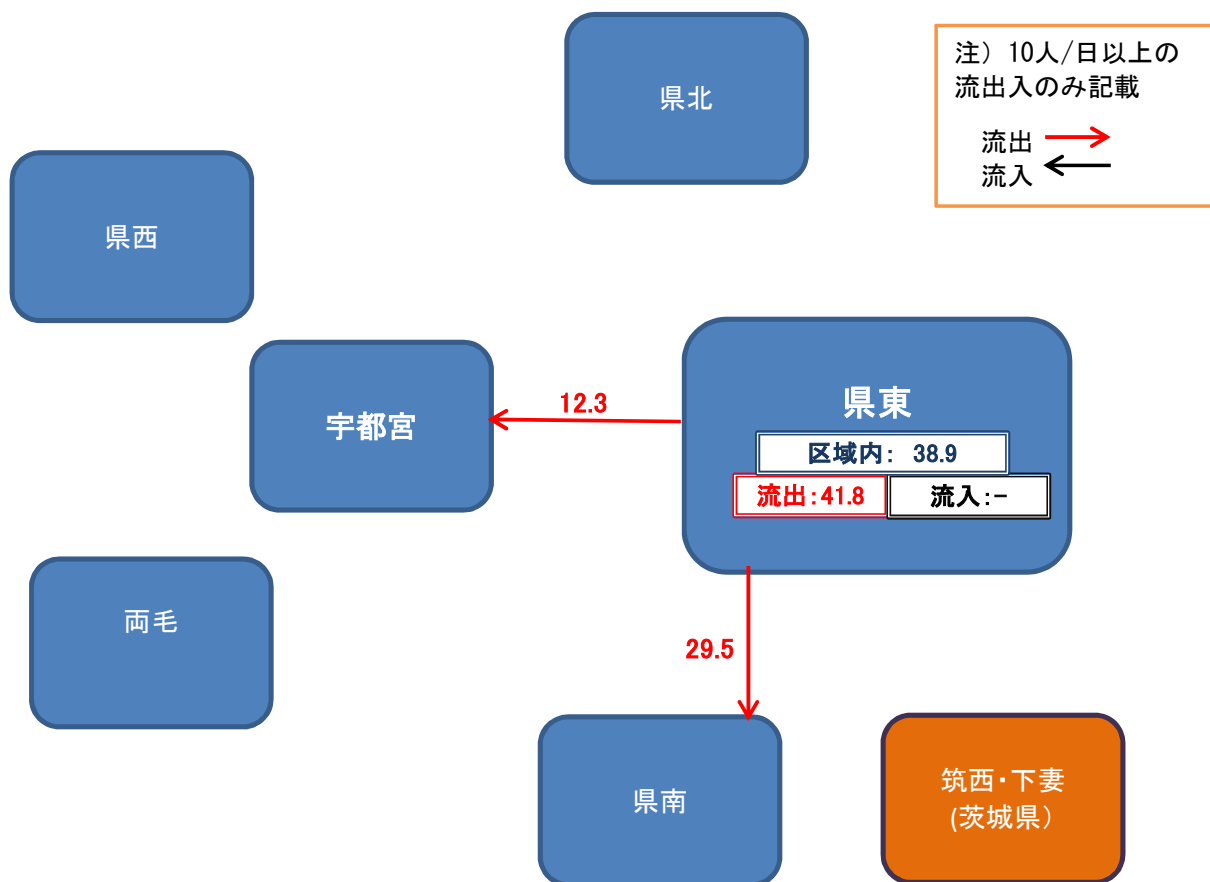 県北
注）10人/日以上の
流出入のみ記載
流出
流入
県西
宇都宮
12.3
県東
区域内： 38.9
流出：41.8
流入：－
両毛
29.5
県南
筑西・下妻
(茨城県）